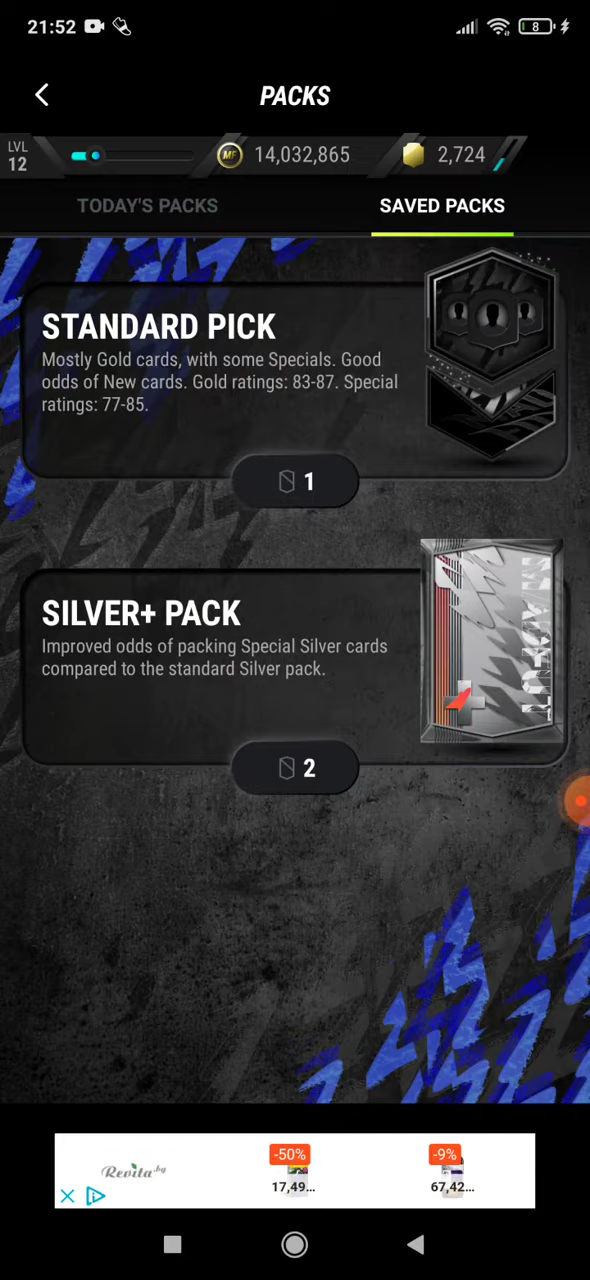 21:52
8
PACKS
LVL
12
MF
14,032,865
2,724
TODAY'S PACKS
SAVED PACKS
STANDARD PICK
Mostly Gold cards, with some Specials. Good
odds of New cards. Gold ratings: 83-87. Special
ratings: 77-85.
1
SILVER+ PACK
Improved odds of packing Special Silver cards
compared to the standard Silver pack.
2
Revita.bg
-50%
17,49...
-9%
67,42...